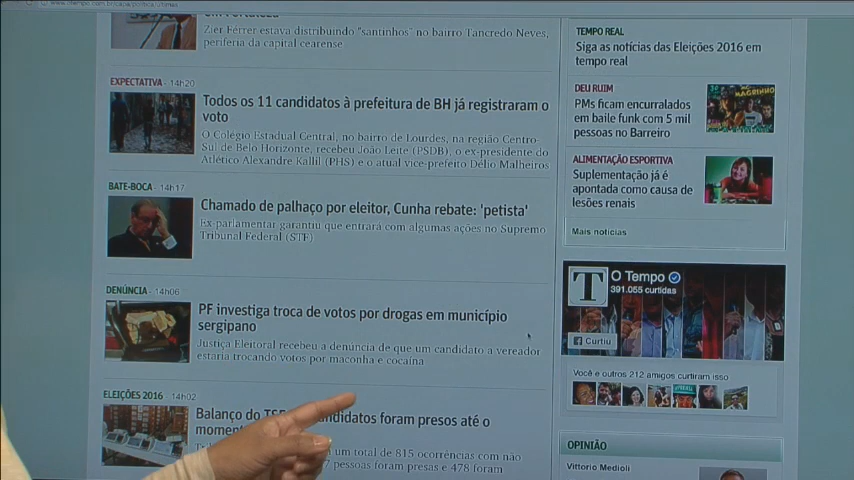 Zier Ferrer estava distribuindo "santinhos" no bairro Tancredo Neves,
periferia da capital cearense
EXPECTATIVA - 14h20
Todos os 11 candidatos à prefeitura de BH já registraram o
voto
O Colégio Estadual Central, no bairro de Lourdes, na região Centro-
Sul de Belo Horizonte, recebeu João Leite (PSDB), o ex-presidente do
Atlético Alexandre Kallil (PHS) e o atual vice-prefeito Délio Malheiros
BATE-BOCA - 14h17
Chamado de palhaço por eleitor, Cunha rebate: 'petista'
Ex-parlamentar garantiu que entrará com algumas ações no Supremo
Tribunal Federal (STF)
DENÚNCIA - 14h06
PF investiga troca de votos por drogas em município
sergipano
Justiça Eleitoral recebeu a denúncia de que um candidato a vereador
estaria trocando votos por maconha e cocaína
ELEIÇÕES 2016 - 14h02
Balanço do candidatos foram presos até o
um total de 815 ocorrências com não
pessoas foram presas e 478 foram
TEMPO REAL
Siga as notícias das Eleições 2016 em
tempo real
DEU RUIM
PMs ficam encurralados
em baile funk com 5 mil
pessoas no Barreiro
ALIMENTAÇÃO ESPORTIVA
Suplementação já é
apontada como causa de
lesões renais
Mais notícias
T
O Tempo
391.055 curtidas
Curtiu
Você e outros 212 amigos curtiram isso
OPINIÃO
Vittorio Medioli